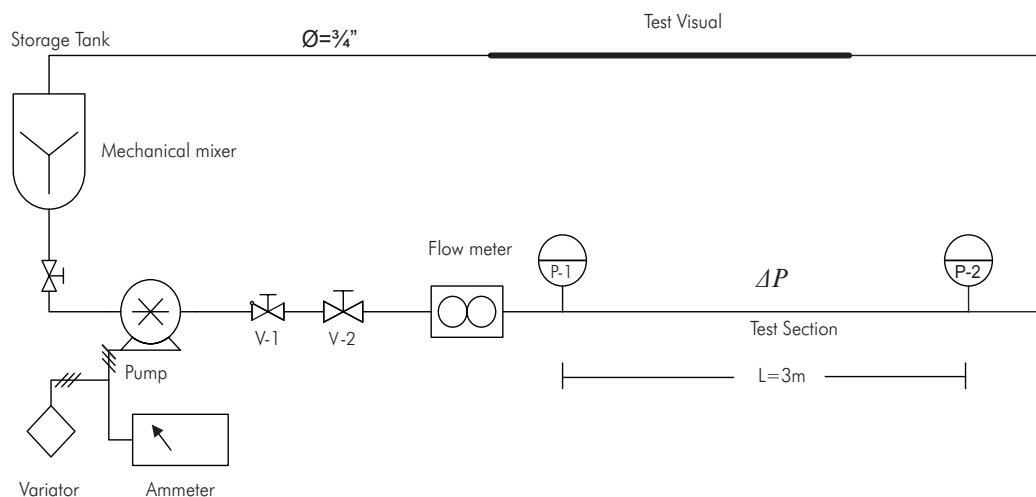 Test Visual
Storage Tank
Ø=¾”
Mechanical mixer
Flow meter
P-1
P-2
ΔP
V-1
V-2
Test Section
Pump
L=3m
Variator
Ammeter